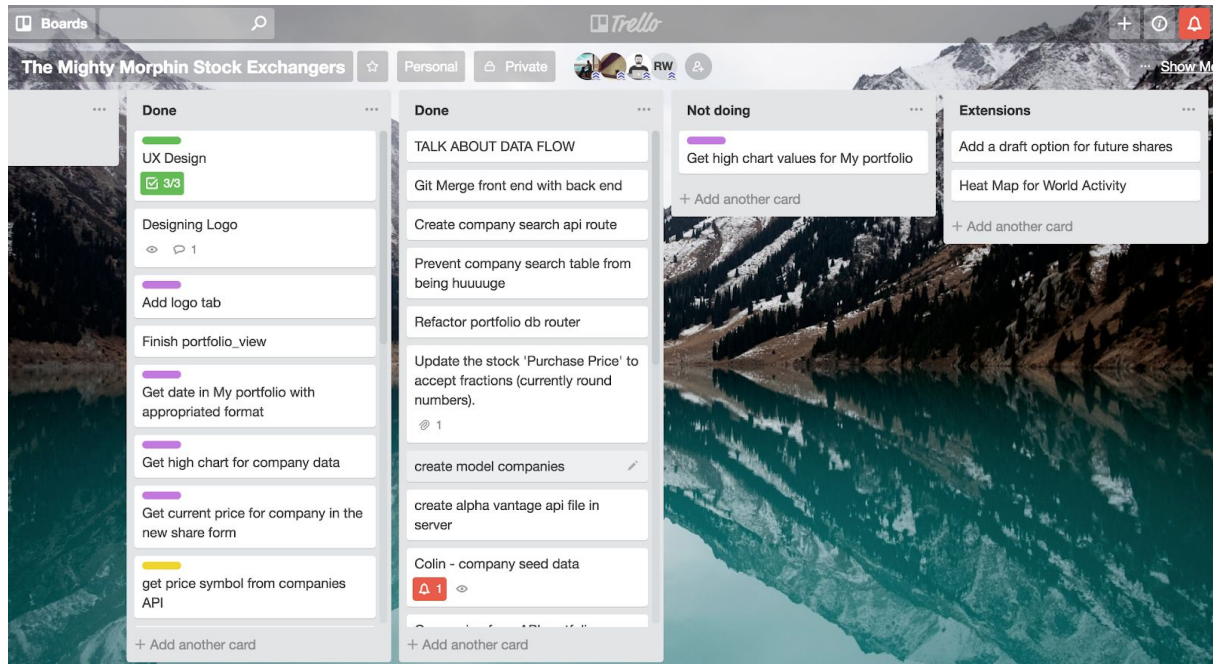 Boards
Trello
The Mighty Morphin Stock Exchangers
Personal
Private
RW
Show
Done
UX Design
3/3
Designing Logo
1
Add logo tab
Finish portfolio_view
Get date in My portfolio with
appropriated format
Get high chart for company data
Get current price for company in the
new share form
get price symbol from companies
API
+ Add another card
Done
TALK ABOUT DATA FLOW
Git Merge front end with back end
Create company search api route
Prevent company search table from
being huuuuge
Refactor portfolio db router
Update the stock 'Purchase Price' to
accept fractions (currently round
numbers).
1
create model companies
create alpha vantage api file in
server
Colin - company seed data
1
+ Add another card
Not doing
Get high chart values for My portfolio
+ Add another card
Extensions
Add a draft option for future shares
Heat Map for World Activity
+ Add another card